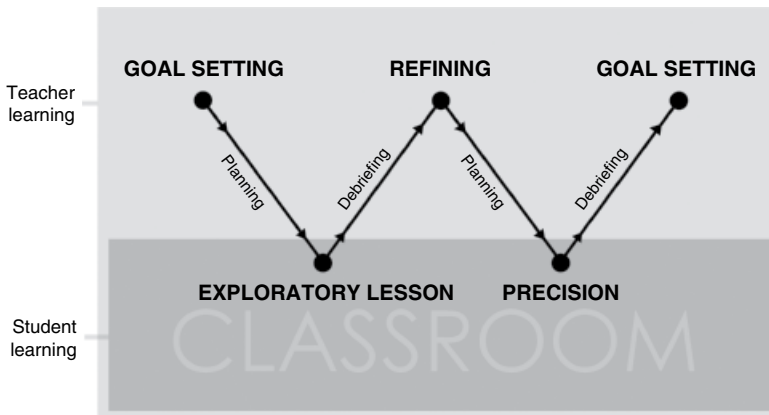 GOAL SETTING
REFINING
GOAL SETTING
Teacher
learning
Planning
Debriefing
Planning
Debriefing
EXPLORATORY LESSON
PRECISION
Student
learning
CLASSROOM